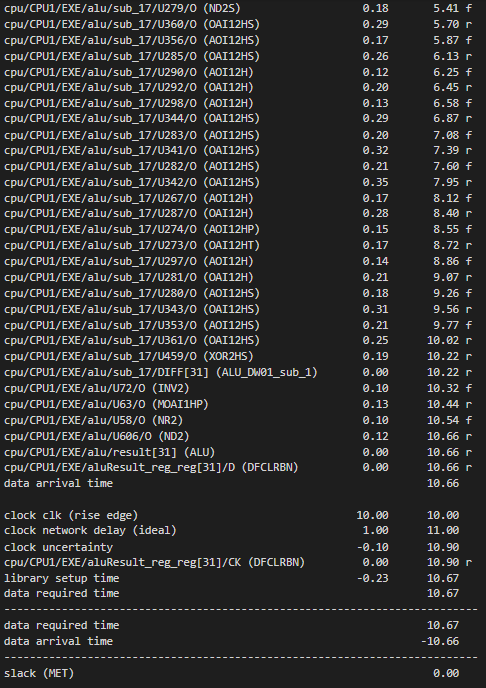 cpu/CPU1/EXE/alu/sub_17/U279/O (ND2S) 0.18 5.41 f
cpu/CPU1/EXE/alu/sub_17/U360/O (OAI12HS) 0.29 5.70 r
cpu/CPU1/EXE/alu/sub_17/U356/O (AOI12HS) 0.17 5.87 f
cpu/CPU1/EXE/alu/sub_17/U285/O (OAI12HS) 0.26 6.13 r
cpu/CPU1/EXE/alu/sub_17/U290/O (AOI12H) 0.12 6.25 f
cpu/CPU1/EXE/alu/sub_17/U292/O (OAI12H) 0.20 6.45 r
cpu/CPU1/EXE/alu/sub_17/U298/O (AOI12H) 0.13 6.58 f
cpu/CPU1/EXE/alu/sub_17/U344/O (OAI12HS) 0.29 6.87 r
cpu/CPU1/EXE/alu/sub_17/U283/O (AOI12HS) 0.20 7.08 f
cpu/CPU1/EXE/alu/sub_17/U341/O (OAI12HS) 0.32 7.39 r
cpu/CPU1/EXE/alu/sub_17/U282/O (AOI12HS) 0.21 7.60 f
cpu/CPU1/EXE/alu/sub_17/U342/O (OAI12HS) 0.35 7.95 r
cpu/CPU1/EXE/alu/sub_17/U267/O (AOI12H) 0.17 8.12 f
cpu/CPU1/EXE/alu/sub_17/U287/O (OAI12H) 0.28 8.40 r
cpu/CPU1/EXE/alu/sub_17/U274/O (AOI12HP) 0.15 8.55 f
cpu/CPU1/EXE/alu/sub_17/U273/O (OAI12HT) 0.17 8.72 r
cpu/CPU1/EXE/alu/sub_17/U297/O (AOI12H) 0.14 8.86 f
cpu/CPU1/EXE/alu/sub_17/U281/O (OAI12H) 0.21 9.07 r
cpu/CPU1/EXE/alu/sub_17/U280/O (AOI12HS) 0.18 9.26 f
cpu/CPU1/EXE/alu/sub_17/U343/O (OAI12HS) 0.31 9.56 r
cpu/CPU1/EXE/alu/sub_17/U353/O (AOI12HS) 0.21 9.77 f
cpu/CPU1/EXE/alu/sub_17/U361/O (OAI12HS) 0.25 10.02 r
cpu/CPU1/EXE/alu/sub_17/U459/O (XOR2HS) 0.19 10.22 r
cpu/CPU1/EXE/alu/sub_17/DIFF[31] (ALU_DW01_sub_1) 0.00 10.22 r
cpu/CPU1/EXE/alu/U72/O (INV2) 0.10 10.32 f
cpu/CPU1/EXE/alu/U63/O (MOAI1HP) 0.13 10.44 r
cpu/CPU1/EXE/alu/U58/O (NR2) 0.10 10.54 f
cpu/CPU1/EXE/alu/U606/O (ND2) 0.12 10.66 r
cpu/CPU1/EXE/alu/result[31] (ALU) 0.00 10.66 r
cpu/CPU1/EXE/aluResult_reg_reg[31]/D (DFCLRBN) 0.00 10.66 r
data arrival time 10.66
clock clk (rise edge) 10.00 10.00
clock network delay (ideal) 1.00 11.00
clock uncertainty -0.10 10.90
cpu/CPU1/EXE/aluResult_reg_reg[31]/CK (DFCLRBN) 0.00 10.90 r
library setup time -0.23 10.67
data required time 10.67
--------------------------------------------------------------------------
data required time 10.67
data arrival time -10.66
--------------------------------------------------------------------------
slack (MET) 0.00